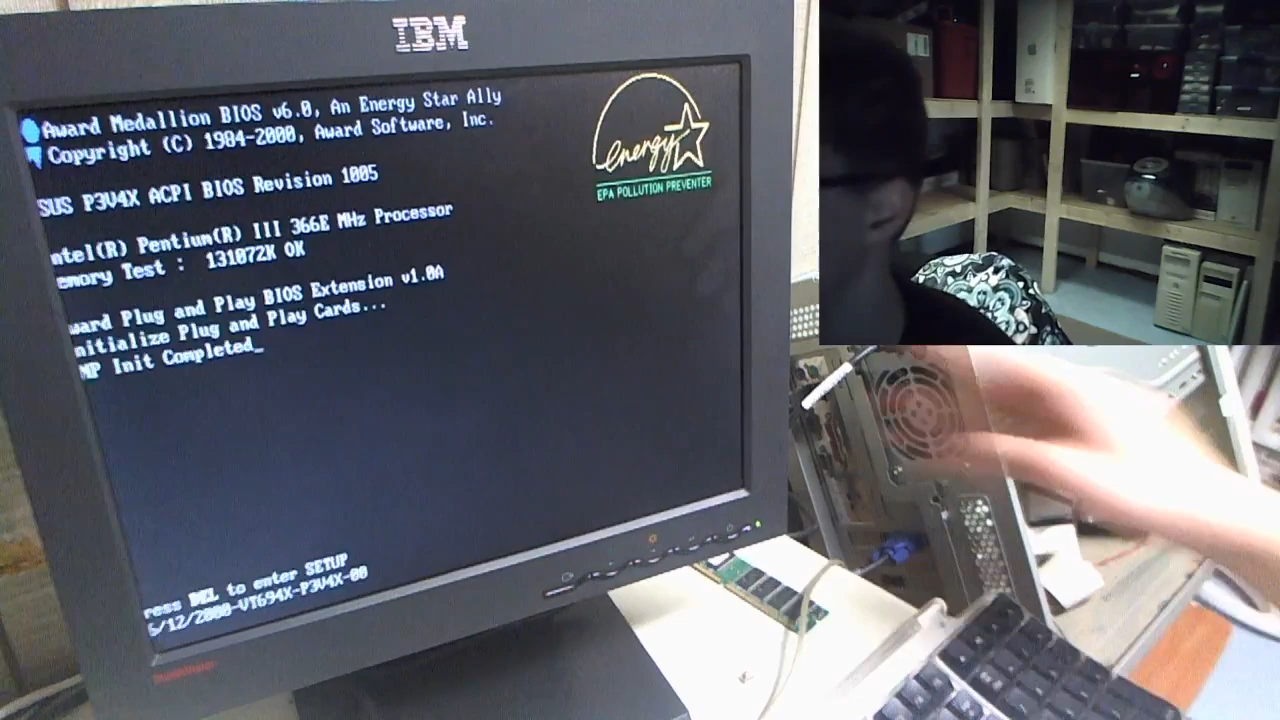 IBM
Award Medallion BIOS v6.0, An Energy Star Ally
Copyright (C) 1984-2000, Award Software, Inc.
energy
EPA POLLUTION PREVENTER
SUS P3V4X ACPI BIOS Revision 1005
ntel(R) Pentium(R) III 366E MHz Processor
emory Test : 131072K OK
ward Plug and Play BIOS Extension v1.0A
nitialize Plug and Play Cards...
NP Init Completed_
ress DEL to enter SETUP
6/12/2000-VT694X-P3V4X-00